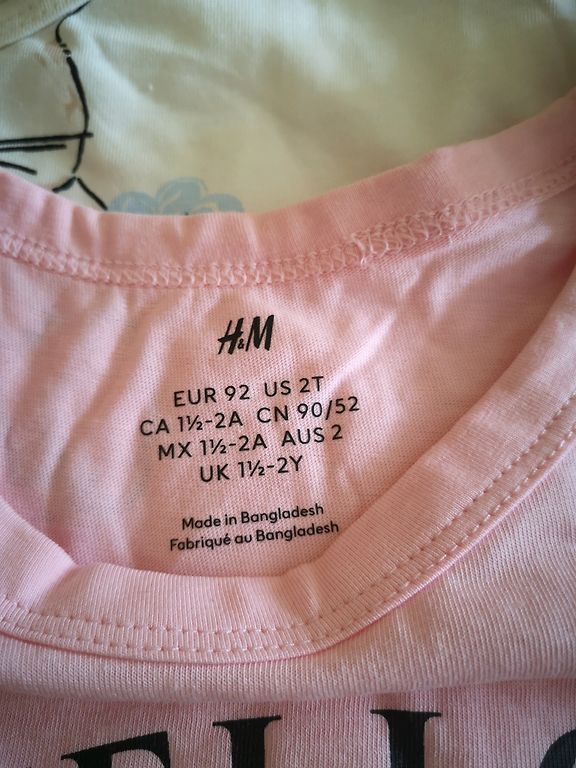 H&M
EUR 92 US 2T
CA 1½-2A CN 90/52
MX 1½-2A AUS 2
UK 1½-2Y
Made in Bangladesh
Fabriqué au Bangladesh